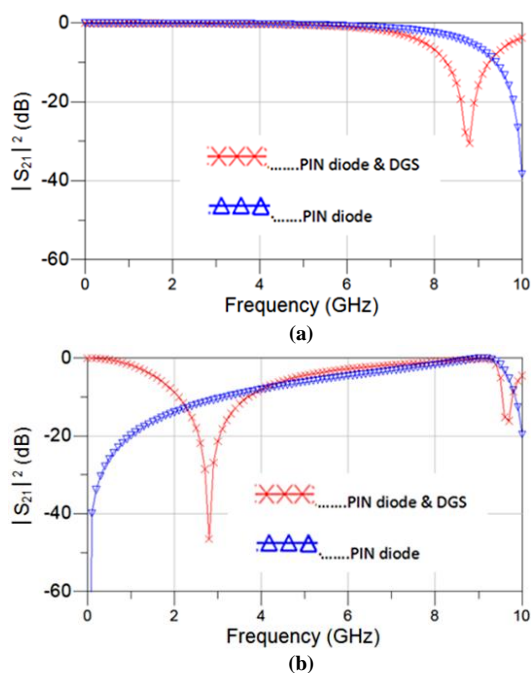 0
-20
-40
-60
|S21|² (dB)
.......PIN diode & DGS
.......PIN diode
0 2 4 6 8 10
Frequency (GHz)
(a)
0
-20
-40
-60
|S21|² (dB)
.......PIN diode & DGS
.......PIN diode
0 2 4 6 8 10
Frequency (GHz)
(b)